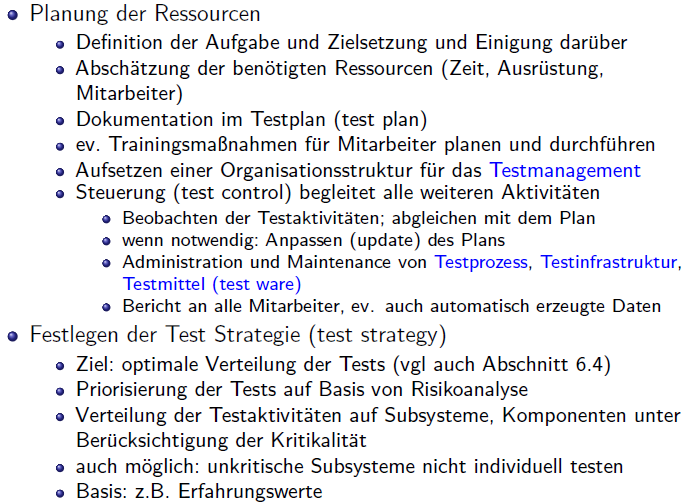 Planung der Ressourcen
Definition der Aufgabe und Zielsetzung und Einigung darüber
Abschätzung der benötigten Ressourcen (Zeit, Ausrüstung,
Mitarbeiter)
Dokumentation im Testplan (test plan)
ev. Trainingsmaßnahmen für Mitarbeiter planen und durchführen
Aufsetzen einer Organisationsstruktur für das Testmanagement
Steuerung (test control) begleitet alle weiteren Aktivitäten
Beobachten der Testaktivitäten; abgleichen mit dem Plan
wenn notwendig: Anpassen (update) des Plans
Administration und Maintenance von Testprozess, Testinfrastruktur,
Testmittel (test ware)
Bericht an alle Mitarbeiter, ev. auch automatisch erzeugte Daten
Festlegen der Test Strategie (test strategy)
Ziel: optimale Verteilung der Tests (vgl auch Abschnitt 6.4)
Priorisierung der Tests auf Basis von Risikoanalyse
Verteilung der Testaktivitäten auf Subsysteme, Komponenten unter
Berücksichtigung der Kritikalität
auch möglich: unkritische Subsysteme nicht individuell testen
Basis: z.B. Erfahrungswerte